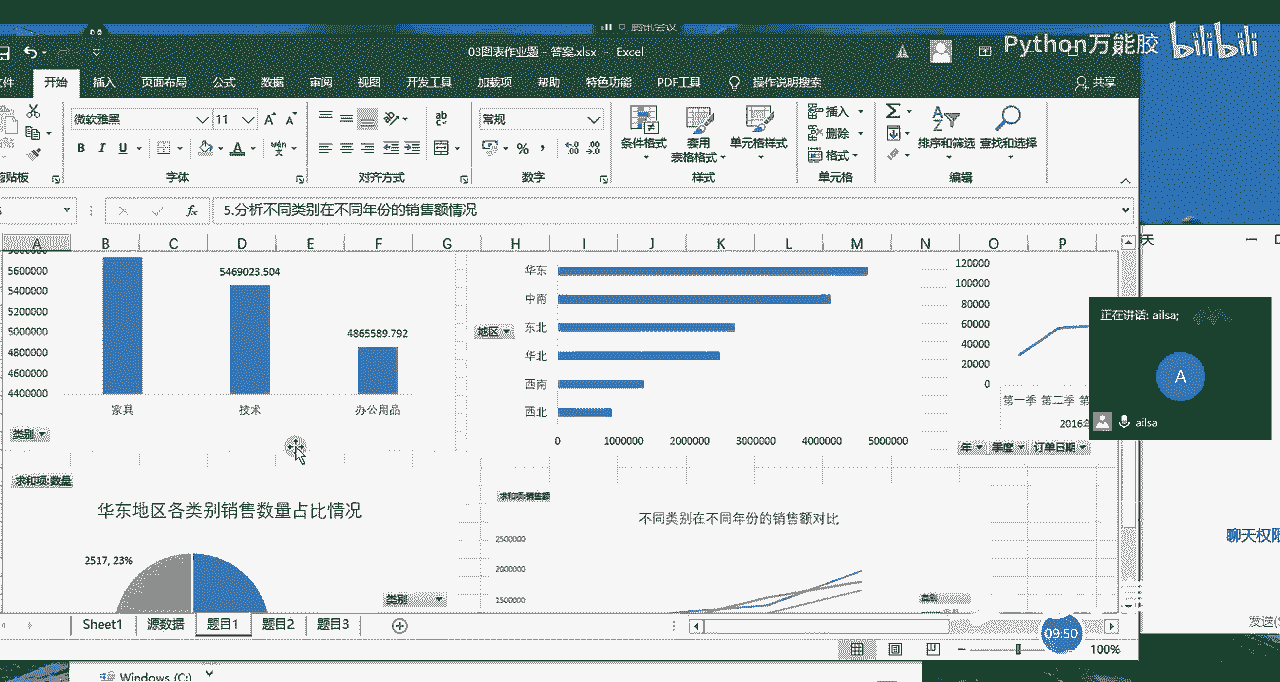 腾讯会议
03图表作业题 - 答案.xlsx - Excel
Python万能胶 bilibili
文件 开始 插入 页面布局 公式 数据 审阅 视图 开发工具 加载项 帮助 特色功能 PDF工具 操作说明搜索 共享
微软雅黑 11 常规
B I U
条件格式 套用表格格式 单元格样式
插入
删除
格式
排序和筛选 查找和选择
剪贴板 字体 对齐方式 数字 样式 单元格 编辑
fx 5.分析不同类别在不同年份的销售额情况
A B C D E F G H I J K L M N O P
5600000
5400000
5200000
5000000
4800000
4600000
4400000
5469023.504
4865589.792
家具 技术 办公用品
类别
地区
华东
中南
东北
华北
西南
西北
0 1000000 2000000 3000000 4000000 5000000
120000
100000
80000
60000
40000
20000
0
第一季 第二季 第
2016年
年 季度 订单日期
正在讲话: ailsa;
A
ailsa
求和项:数量
华东地区各类别销售数量占比情况
2517, 23%
类别
求和项:销售额
不同类别在不同年份的销售额对比
2500000
2000000
1500000
类别
聊天权限
Sheet1 源数据 题目1 题目2 题目3
09:50
100%
Windows (C:)